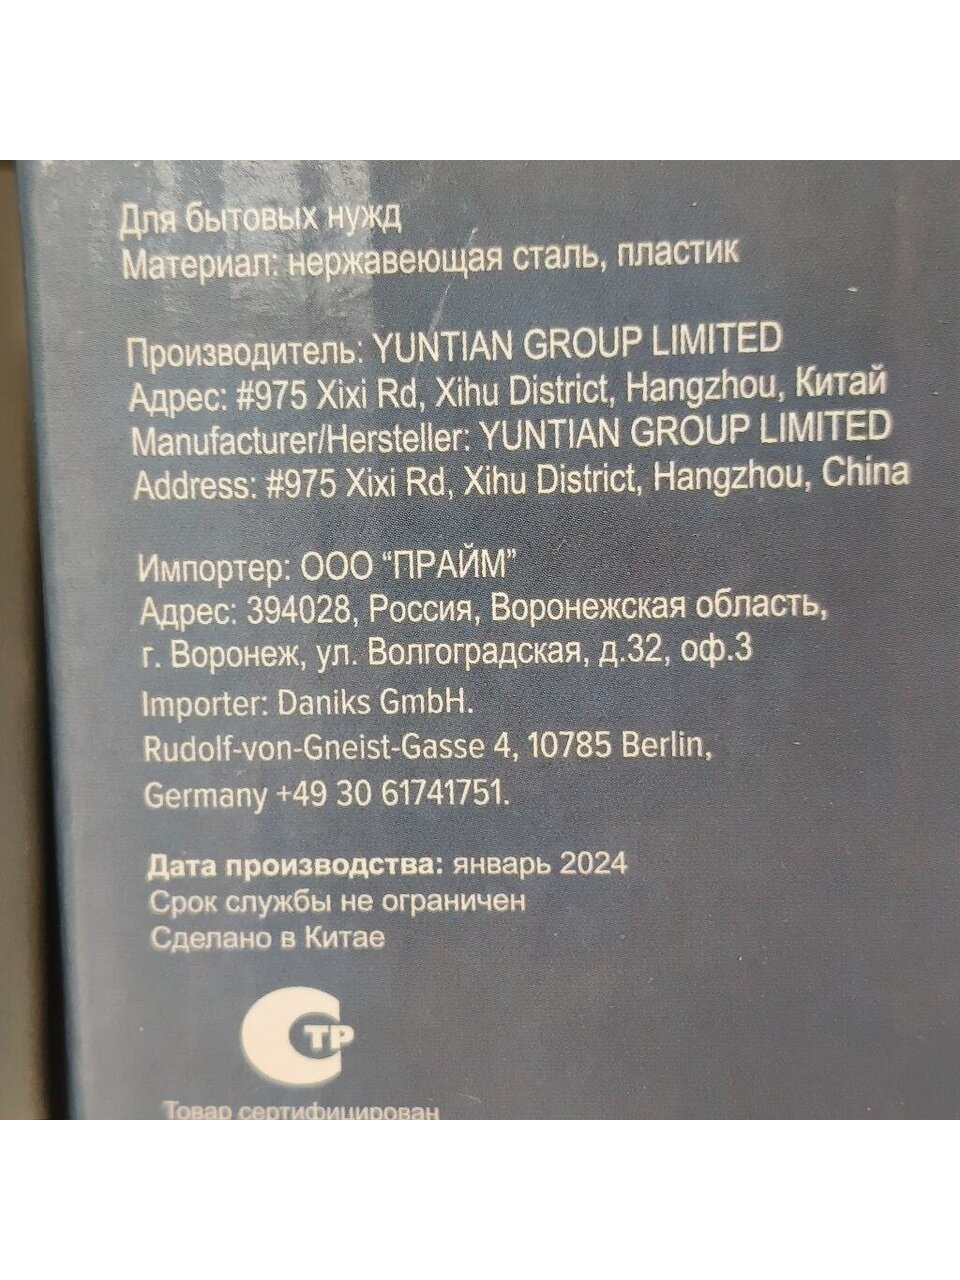 Для бытовых нужд
Материал: нержавеющая сталь, пластик
Производитель: YUNTIAN GROUP LIMITED
Адрес: #975 Xixi Rd, Xihu District, Hangzhou, Китай
Manufacturer/Hersteller: YUNTIAN GROUP LIMITED
Address: #975 Xixi Rd, Xihu District, Hangzhou, China
Импортер: ООО “ПРАЙМ”
Адрес: 394028, Россия, Воронежская область,
г. Воронеж, ул. Волгоградская, д.32, оф.3
Importer: Daniks GmbH.
Rudolf-von-Gneist-Gasse 4, 10785 Berlin,
Germany +49 30 61741751.
Дата производства: январь 2024
Срок службы не ограничен
Сделано в Китае
СТР
Товар сертифицирован